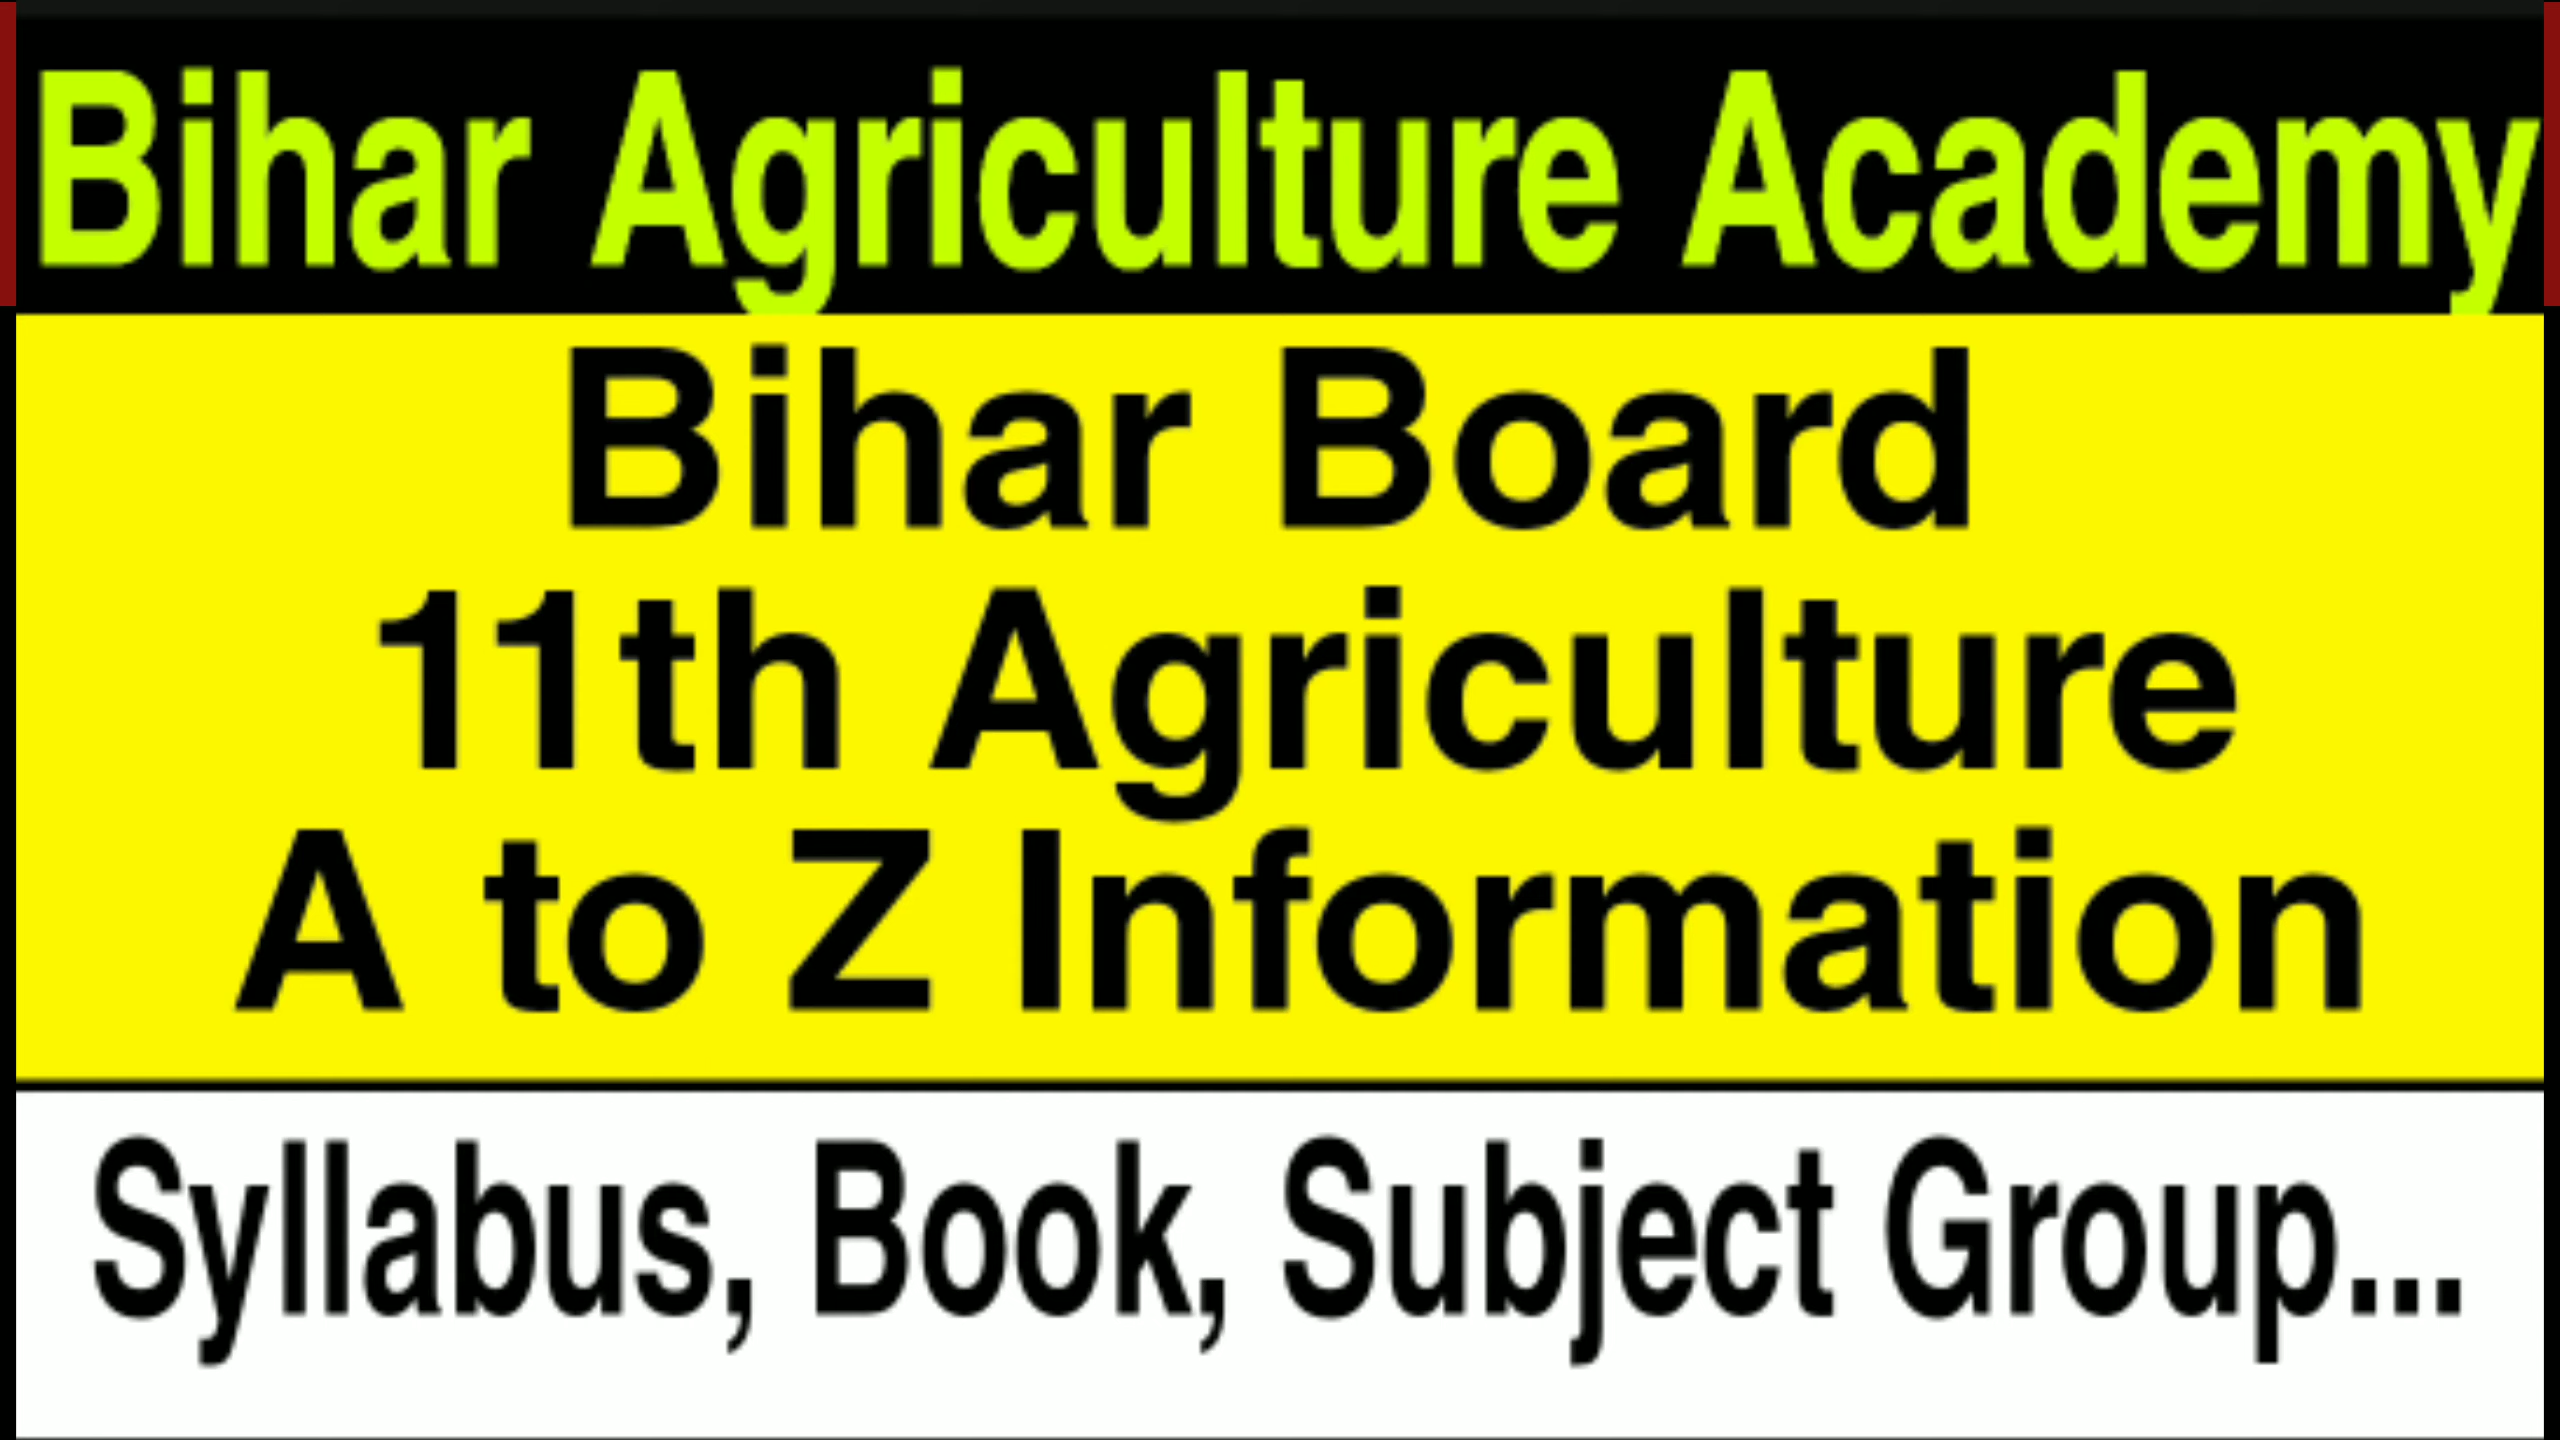 Bihar Agriculture Academy
Bihar Board
11th Agriculture
A to Z Information
Syllabus, Book, Subject Group...